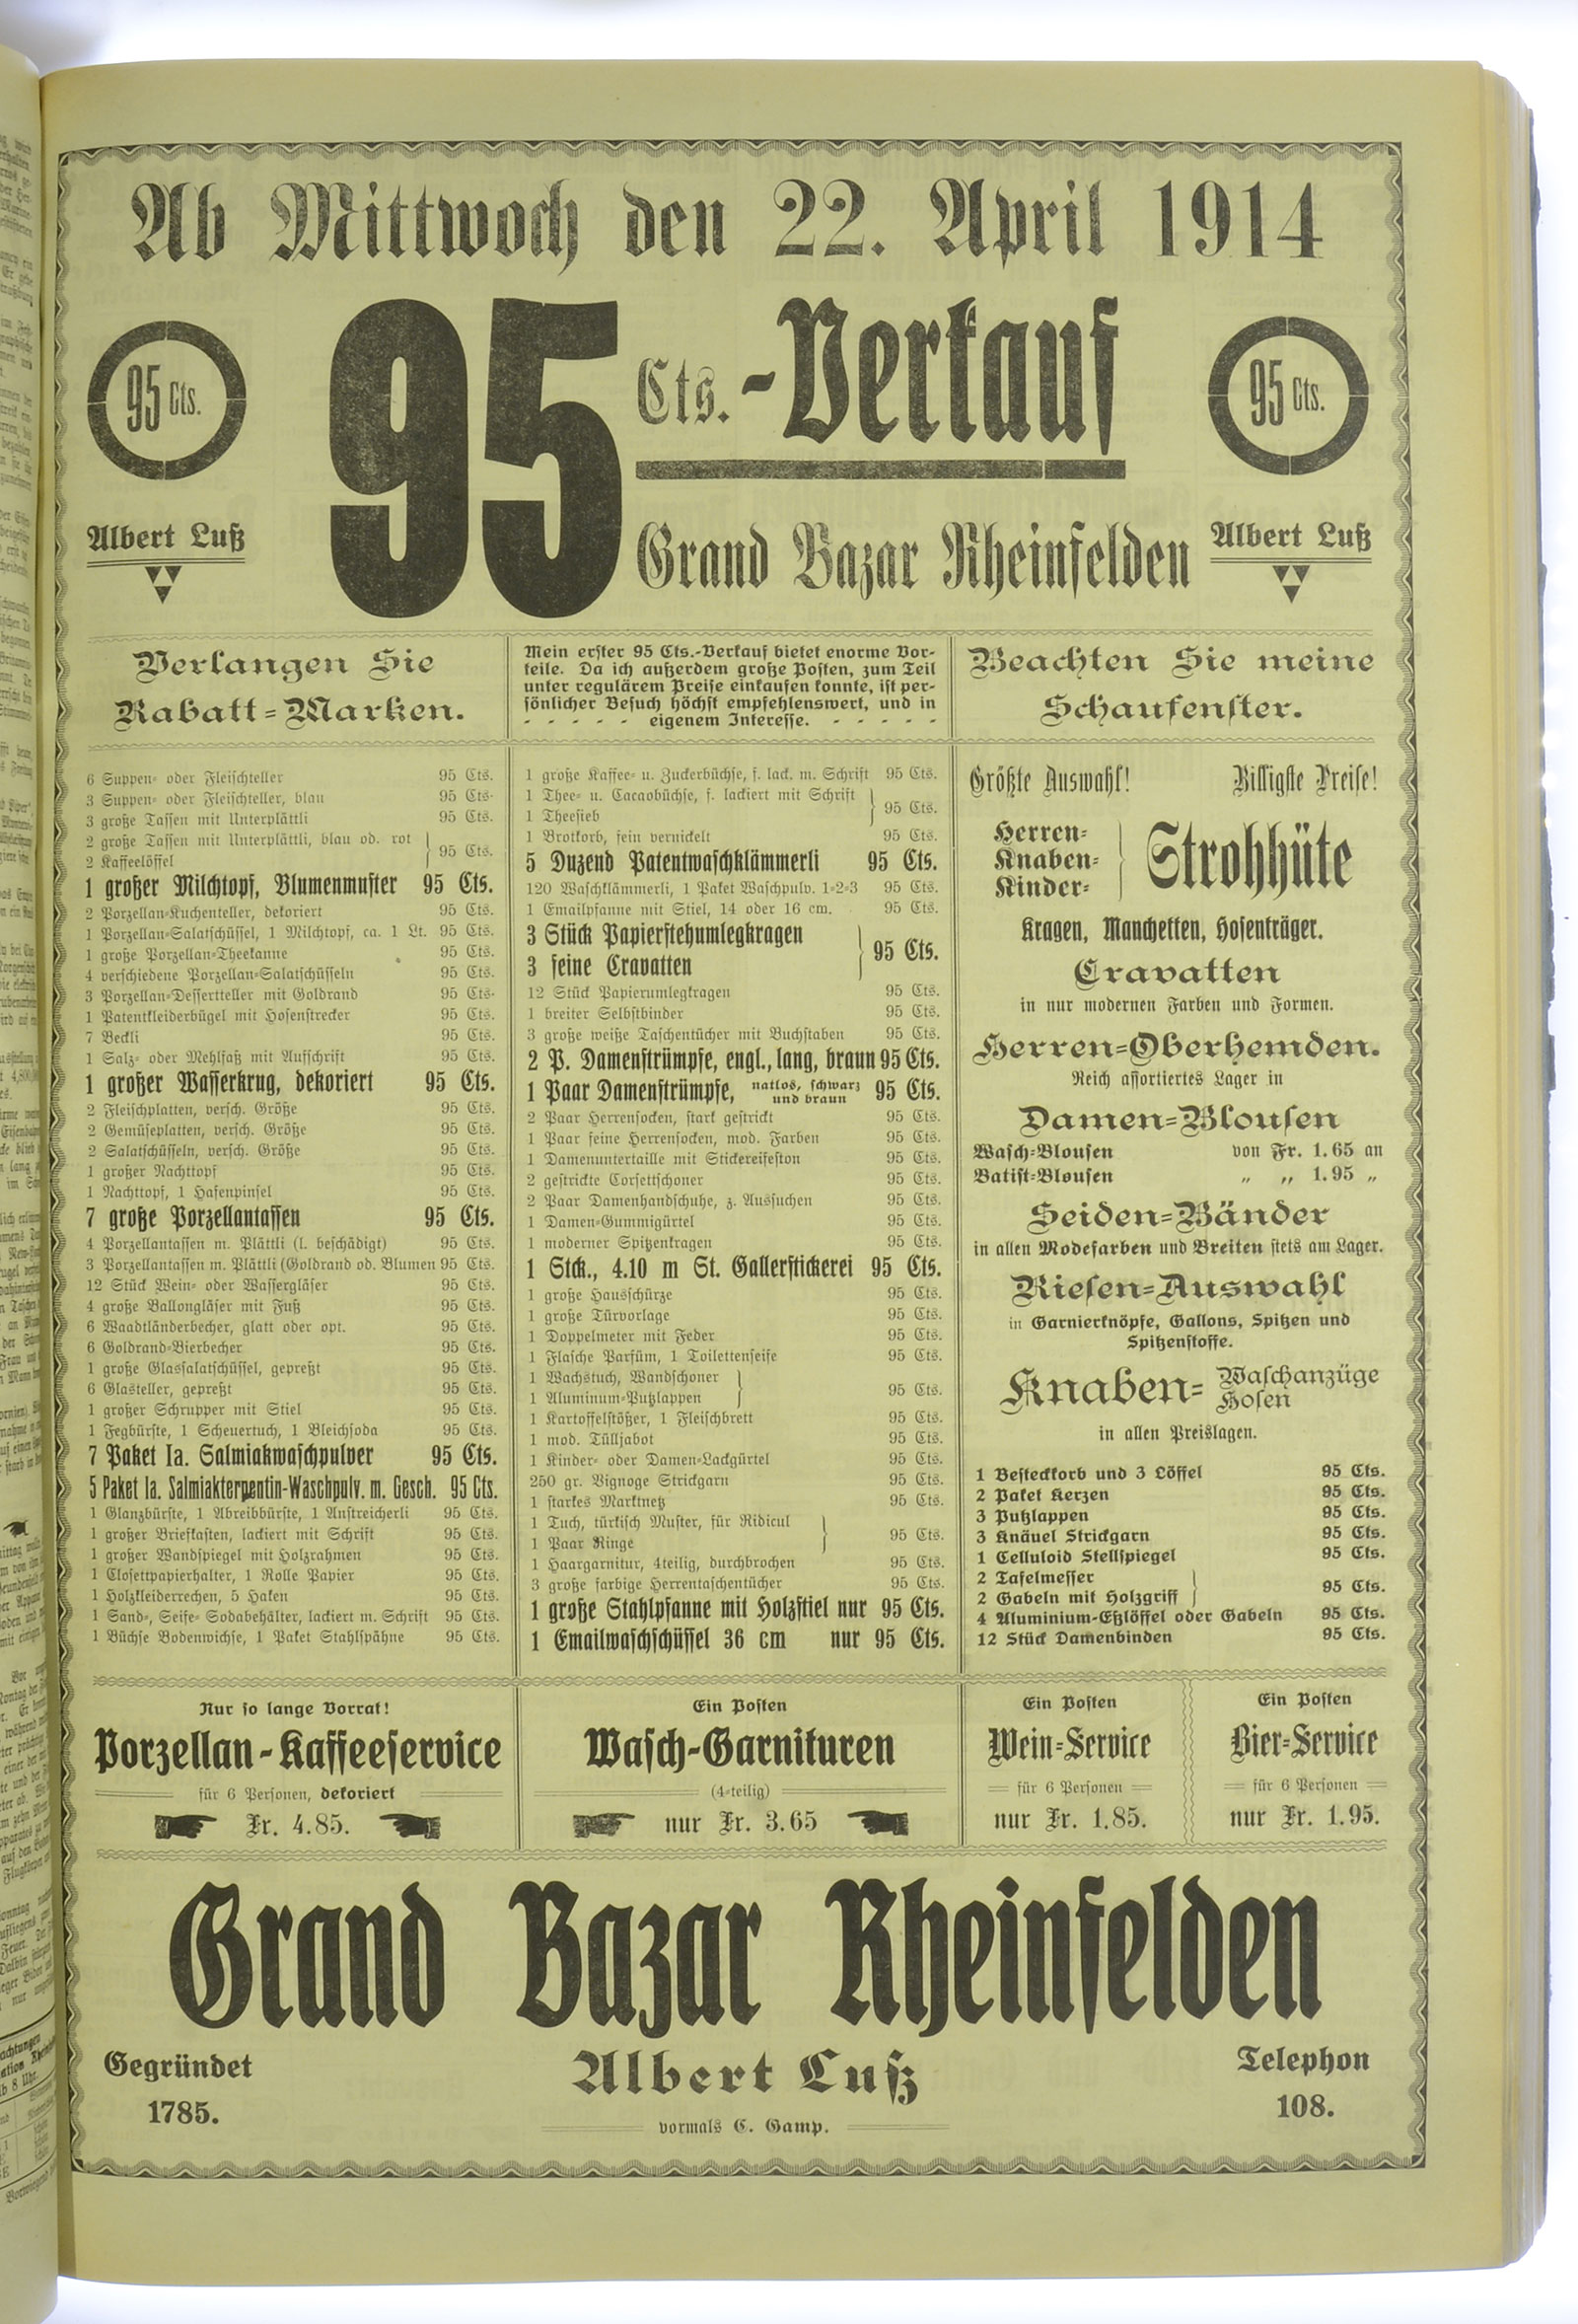 Ab Mittwoch den 22. April 1914
95 Cts.-Verkauf
95 Cts.
95 Cts.
Albert Lutz
Grand Bazar Rheinfelden
Albert Lutz
Verlangen Sie
Rabatt-Marken.
Mein erster 95 Cts.-Verkauf bietet enorme Vor-
teile. Da ich außerdem große Posten, zum Teil
unter regulärem Preise einkaufen konnte, ist per-
sönlicher Besuch höchst empfehlenswert, und in
- - - - - eigenem Interesse. - - - - -
Beachten Sie meine
Schaufenster.
6 Suppen- oder Fleischteller 95 Cts.
3 Suppen- oder Fleischteller, blau 95 Cts.
3 große Tassen mit Unterplättli 95 Cts.
2 große Tassen mit Unterplättli, blau od. rot
2 Kaffeelöffel } 95 Cts.
1 großer Milchtopf, Blumenmuster 95 Cts.
2 Porzellan-Kuchenteller, dekoriert 95 Cts.
1 Porzellan-Salatschüssel, 1 Milchtopf, ca. 1 Lt. 95 Cts.
1 große Porzellan-Theekanne 95 Cts.
4 verschiedene Porzellan-Salatschüsseln 95 Cts.
3 Porzellan-Dessertteller mit Goldrand 95 Cts.
1 Patentkleiderbügel mit Hosenstrecker 95 Cts.
7 Beckli 95 Cts.
1 Salz- oder Mehlfaß mit Aufschrift 95 Cts.
1 großer Wasserkrug, dekoriert 95 Cts.
2 Fleischplatten, versch. Größe 95 Cts.
2 Gemüseplatten, versch. Größe 95 Cts.
2 Salatschüsseln, versch. Größe 95 Cts.
1 großer Nachttopf 95 Cts.
1 Nachttopf, 1 Hafenpinsel 95 Cts.
7 große Porzellantassen 95 Cts.
4 Porzellantassen m. Plättli (l. beschädigt) 95 Cts.
3 Porzellantassen m. Plättli (Goldrand od. Blumen 95 Cts.
12 Stück Wein- oder Wassergläser 95 Cts.
4 große Ballongläser mit Fuß 95 Cts.
6 Waadtländerbecher, glatt oder opt. 95 Cts.
6 Goldrand-Bierbecher 95 Cts.
1 große Glassalatschüssel, gepreßt 95 Cts.
6 Glasteller, gepreßt 95 Cts.
1 großer Schrupper mit Stiel 95 Cts.
1 Fegbürste, 1 Scheuertuch, 1 Bleichsoda 95 Cts.
7 Paket Ia. Salmiakwaschpulver 95 Cts.
5 Paket Ia. Salmiakterpentin-Waschpulv. m. Gesch. 95 Cts.
1 Glanzbürste, 1 Abreibbürste, 1 Anstreicherli 95 Cts.
1 großer Briefkasten, lackiert mit Schrift 95 Cts.
1 großer Wandspiegel mit Holzrahmen 95 Cts.
1 Closettpapierhalter, 1 Rolle Papier 95 Cts.
1 Holzkleiderrechen, 5 Haken 95 Cts.
1 Sand-, Seife- Sodabehälter, lackiert m. Schrift 95 Cts.
1 Büchse Bodenwichse, 1 Paket Stahlspähne 95 Cts.
1 große Kaffee- u. Zuckerbüchse, f. lack. m. Schrift 95 Cts.
1 Thee- u. Cacaobüchse, f. lackiert mit Schrift
1 Theesieb } 95 Cts.
1 Brotkorb, fein vernickelt 95 Cts.
5 Duzend Patentwaschklämmerli 95 Cts.
120 Waschklämmerli, 1 Paket Waschpulv. 1-2-3 95 Cts.
1 Emailpfanne mit Stiel, 14 oder 16 cm. 95 Cts.
3 Stück Papierstehumlegkragen
3 feine Cravatten } 95 Cts.
12 Stück Papierumlegkragen 95 Cts.
1 breiter Selbstbinder 95 Cts.
3 große weiße Taschentücher mit Buchstaben 95 Cts.
2 P. Damenstrümpfe, engl., lang, braun 95 Cts.
1 Paar Damenstrümpfe, natlos, schwarz und braun 95 Cts.
2 Paar Herrensocken, stark gestrickt 95 Cts.
1 Paar feine Herrensocken, mod. Farben 95 Cts.
1 Damenuntertaille mit Stickereifeston 95 Cts.
2 gestrickte Corsettschoner 95 Cts.
2 Paar Damenhandschuhe, z. Aussuchen 95 Cts.
1 Damen-Gummigürtel 95 Cts.
1 moderner Spitzenkragen 95 Cts.
1 Stck., 4.10 m St. Gallerstickerei 95 Cts.
1 große Hausschürze 95 Cts.
1 große Türvorlage 95 Cts.
1 Doppelmeter mit Feder 95 Cts.
1 Flasche Parfüm, 1 Toilettenseife 95 Cts.
1 Wachstuch, Wandschoner
1 Aluminum-Putzlappen } 95 Cts.
1 Kartoffelstößer, 1 Fleischbrett 95 Cts.
1 mod. Tülljabot 95 Cts.
1 Kinder- oder Damen-Lackgürtel 95 Cts.
250 gr. Vignoge Strickgarn 95 Cts.
1 starkes Marktnetz 95 Cts.
1 Tuch, türkisch Muster, für Ridicul
1 Paar Ringe } 95 Cts.
1 Haargarnitur, 4teilig, durchbrochen 95 Cts.
3 große farbige Herrentaschentücher 95 Cts.
1 große Stahlpfanne mit Holzstiel nur 95 Cts.
1 Emailwaschschüssel 36 cm nur 95 Cts.
Größte Auswahl! Billigste Preise!
Herren-
Knaben-
Kinder- } Strohhüte
Kragen, Manchetten, Hosenträger.
Cravatten
in nur modernen Farben und Formen.
Herren-Oberhemden.
Reich assortiertes Lager in
Damen-Blousen
Wasch-Blousen von Fr. 1.65 an
Batist-Blousen „ „ 1.95 „
Seiden-Bänder
in allen Modefarben und Breiten stets am Lager.
Riesen-Auswahl
in Garnierknöpfe, Gallons, Spitzen und
Spitzenstoffe.
Knaben- Waschanzüge
Hosen
in allen Preislagen.
1 Besteckkorb und 3 Löffel 95 Cts.
2 Paket Kerzen 95 Cts.
3 Putzlappen 95 Cts.
3 Knäuel Strickgarn 95 Cts.
1 Celluloid Stellspiegel 95 Cts.
2 Tafelmesser
2 Gabeln mit Holzgriff } 95 Cts.
4 Aluminium-Eßlöffel oder Gabeln 95 Cts.
12 Stück Damenbinden 95 Cts.
Nur so lange Vorrat!
Porzellan-Kaffeeservice
für 6 Personen, dekoriert
Fr. 4.85.
Ein Posten
Wasch-Garnituren
(4-teilig)
nur Fr. 3.65
Ein Posten
Wein-Service
für 6 Personen
nur Fr. 1.85.
Ein Posten
Bier-Service
für 6 Personen
nur Fr. 1.95.
Grand Bazar Rheinfelden
Gegründet
1785.
Albert Lutz
vormals C. Gamp.
Telephon
108.